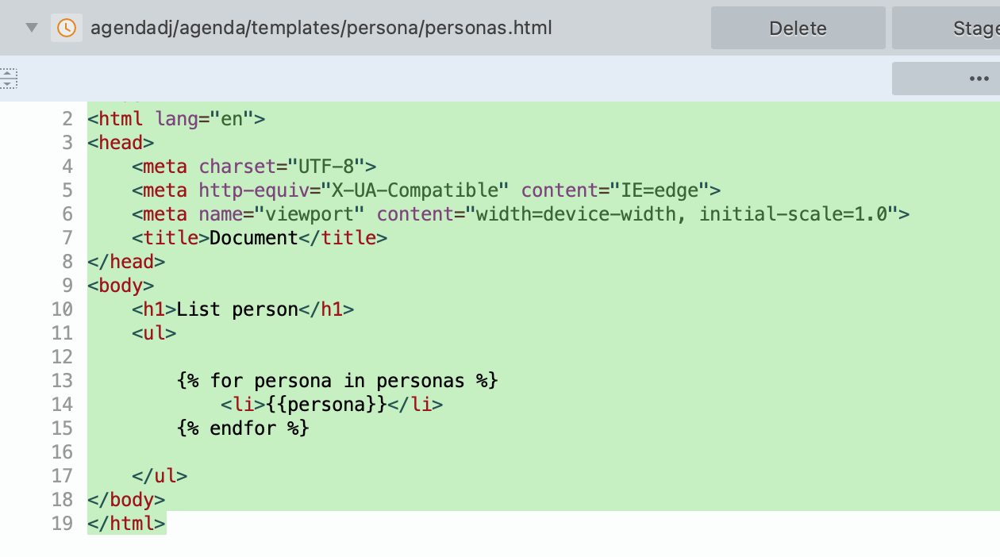 agendadj/agenda/templates/persona/personas.html Delete Stage
•••
2 <html lang="en">
3 <head>
4     <meta charset="UTF-8">
5     <meta http-equiv="X-UA-Compatible" content="IE=edge">
6     <meta name="viewport" content="width=device-width, initial-scale=1.0">
7     <title>Document</title>
8 </head>
9 <body>
10     <h1>List person</h1>
11     <ul>
12
13         {% for persona in personas %}
14             <li>{{persona}}</li>
15         {% endfor %}
16
17     </ul>
18 </body>
19 </html>